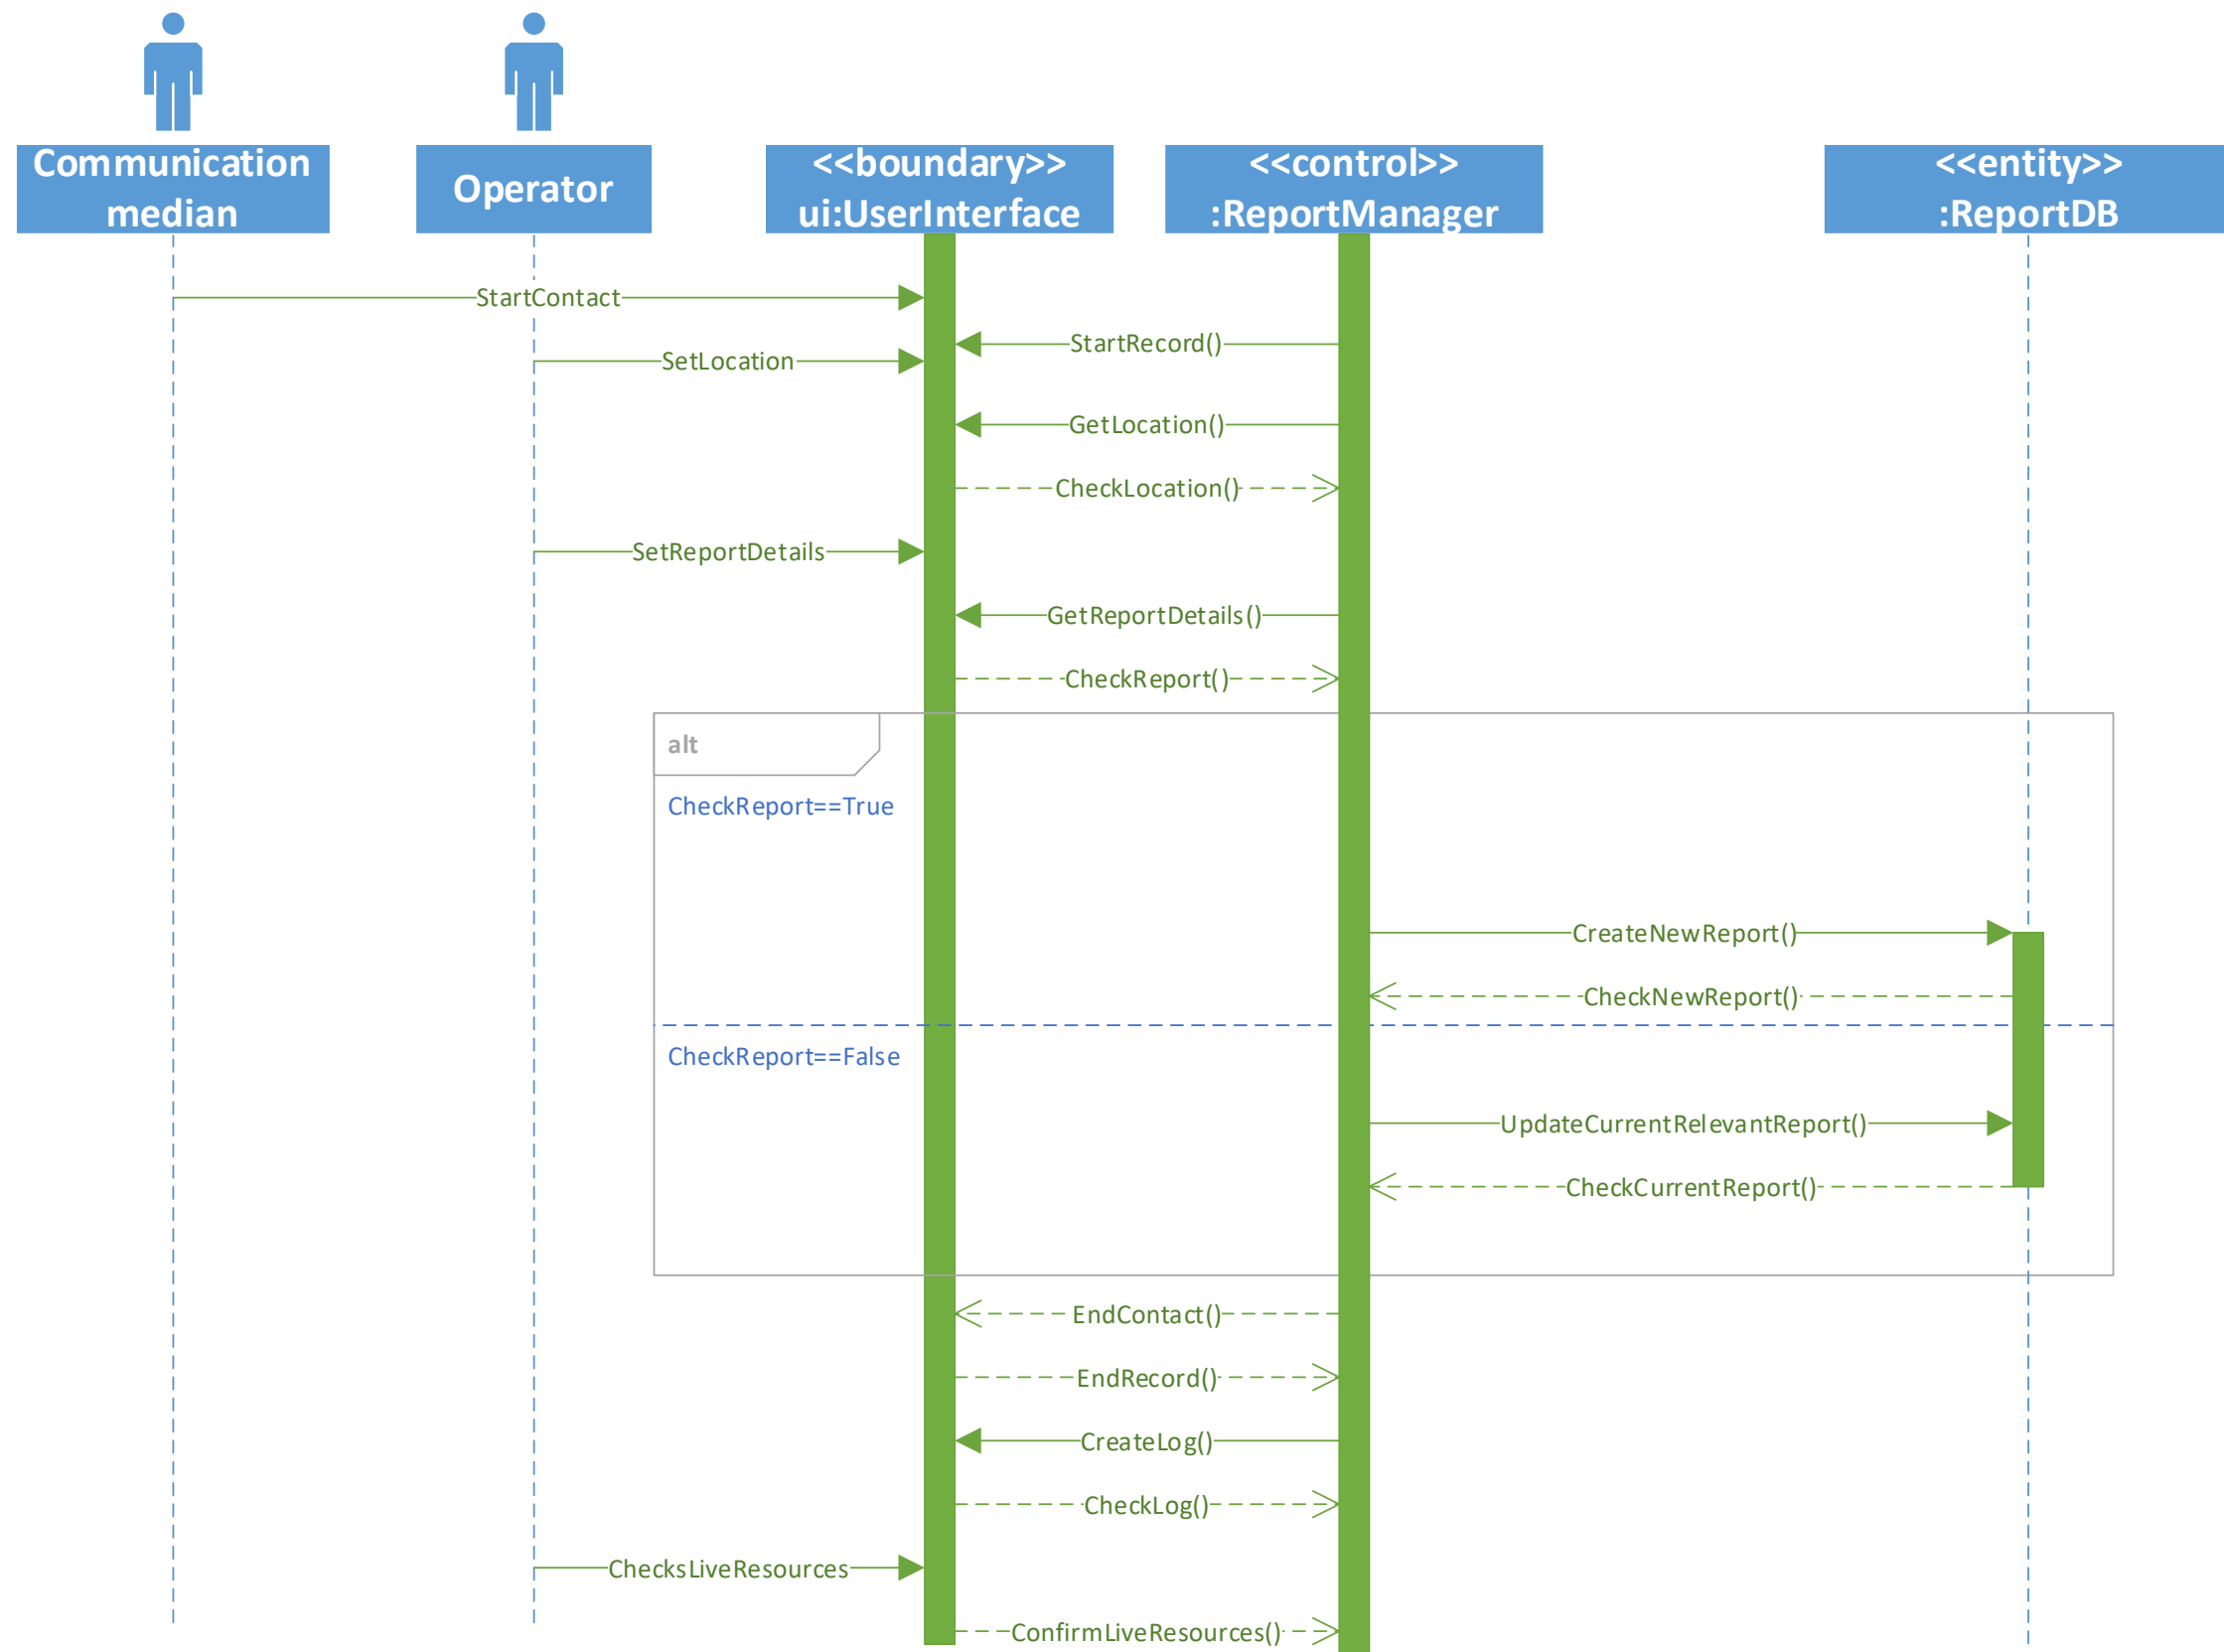 Communication
median
Operator
<<boundary>>
ui:UserInterface
<<control>>
:ReportManager
<<entity>>
:ReportDB
StartContact
StartRecord()
SetLocation
GetLocation()
CheckLocation()
SetReportDetails
GetReportDetails()
CheckReport()
alt
CheckReport==True
CreateNewReport()
CheckNewReport()
CheckReport==False
UpdateCurrentRelevantReport()
CheckCurrentReport()
EndContact()
EndRecord()
CreateLog()
CheckLog()
ChecksLiveResources
ConfirmLiveResources()